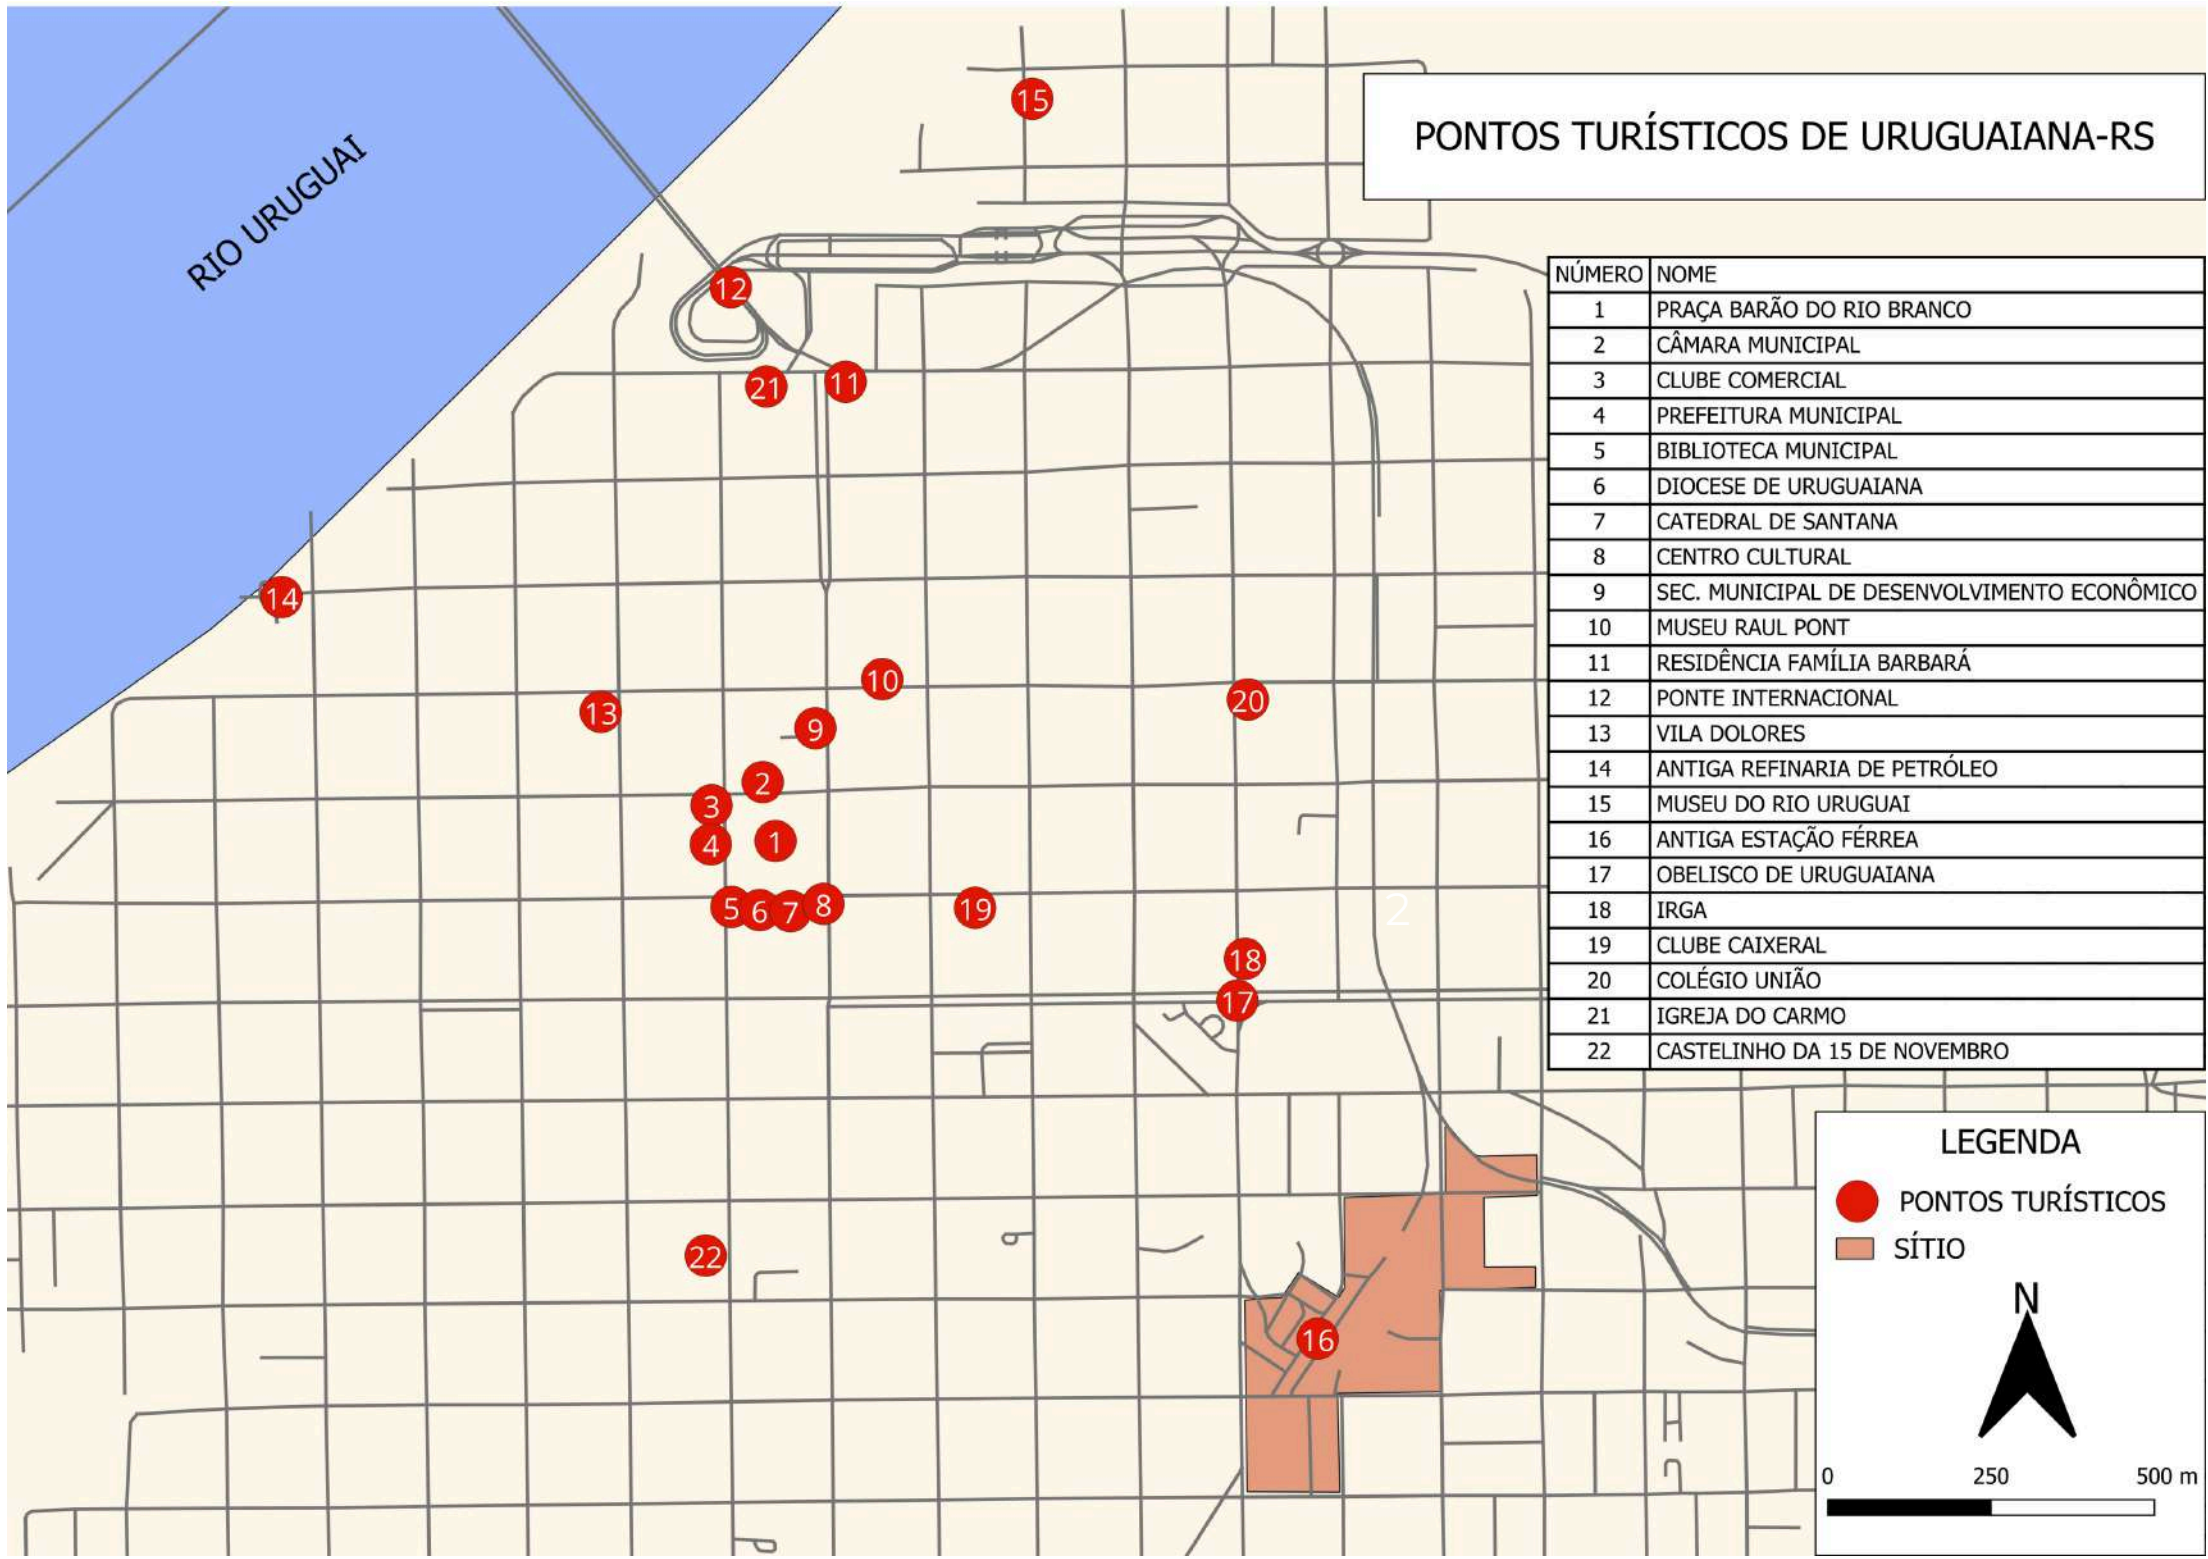 PONTOS TURÍSTICOS DE URUGUAIANA-RS
RIO URUGUAI
15
12
21
11
14
10
13
20
9
2
3
4
1
5
6
7
8
19
2
18
17
22
16
NÚMERO NOME
1 PRAÇA BARÃO DO RIO BRANCO
2 CÂMARA MUNICIPAL
3 CLUBE COMERCIAL
4 PREFEITURA MUNICIPAL
5 BIBLIOTECA MUNICIPAL
6 DIOCESE DE URUGUAIANA
7 CATEDRAL DE SANTANA
8 CENTRO CULTURAL
9 SEC. MUNICIPAL DE DESENVOLVIMENTO ECONÔMICO
10 MUSEU RAUL PONT
11 RESIDÊNCIA FAMÍLIA BARBARÁ
12 PONTE INTERNACIONAL
13 VILA DOLORES
14 ANTIGA REFINARIA DE PETRÓLEO
15 MUSEU DO RIO URUGUAI
16 ANTIGA ESTAÇÃO FÉRREA
17 OBELISCO DE URUGUAIANA
18 IRGA
19 CLUBE CAIXERAL
20 COLÉGIO UNIÃO
21 IGREJA DO CARMO
22 CASTELINHO DA 15 DE NOVEMBRO
LEGENDA
PONTOS TURÍSTICOS
SÍTIO
N
0 250 500 m